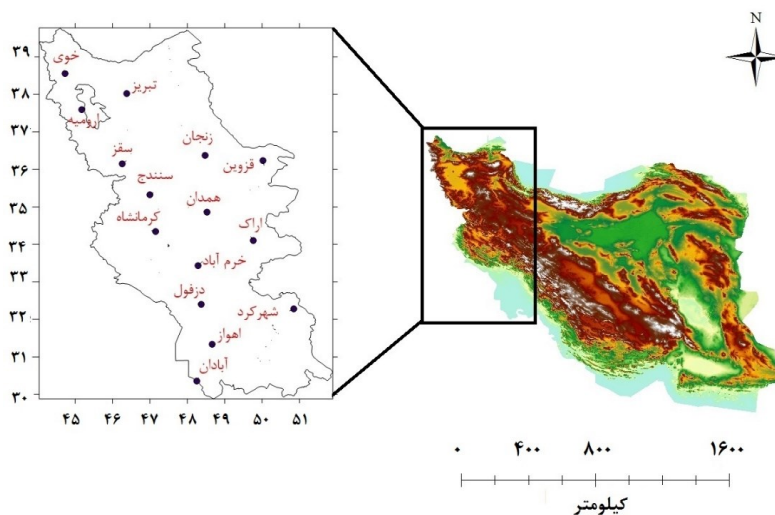 N
۳۹
۳۸
۳۷
۳۶
۳۵
۳۴
۳۳
۳۲
۳۱
۳۰
خوی
تبریز
ارومیه
زنجان
سقز
قزوین
سنندج
همدان
کرمانشاه
اراک
خرم آباد
دزفول
شهرکرد
اهواز
آبادان
۴۵ ۴۶ ۴۷ ۴۸ ۴۹ ۵۰ ۵۱
۰ ۴۰۰ ۸۰۰ ۱۶۰۰
کیلومتر